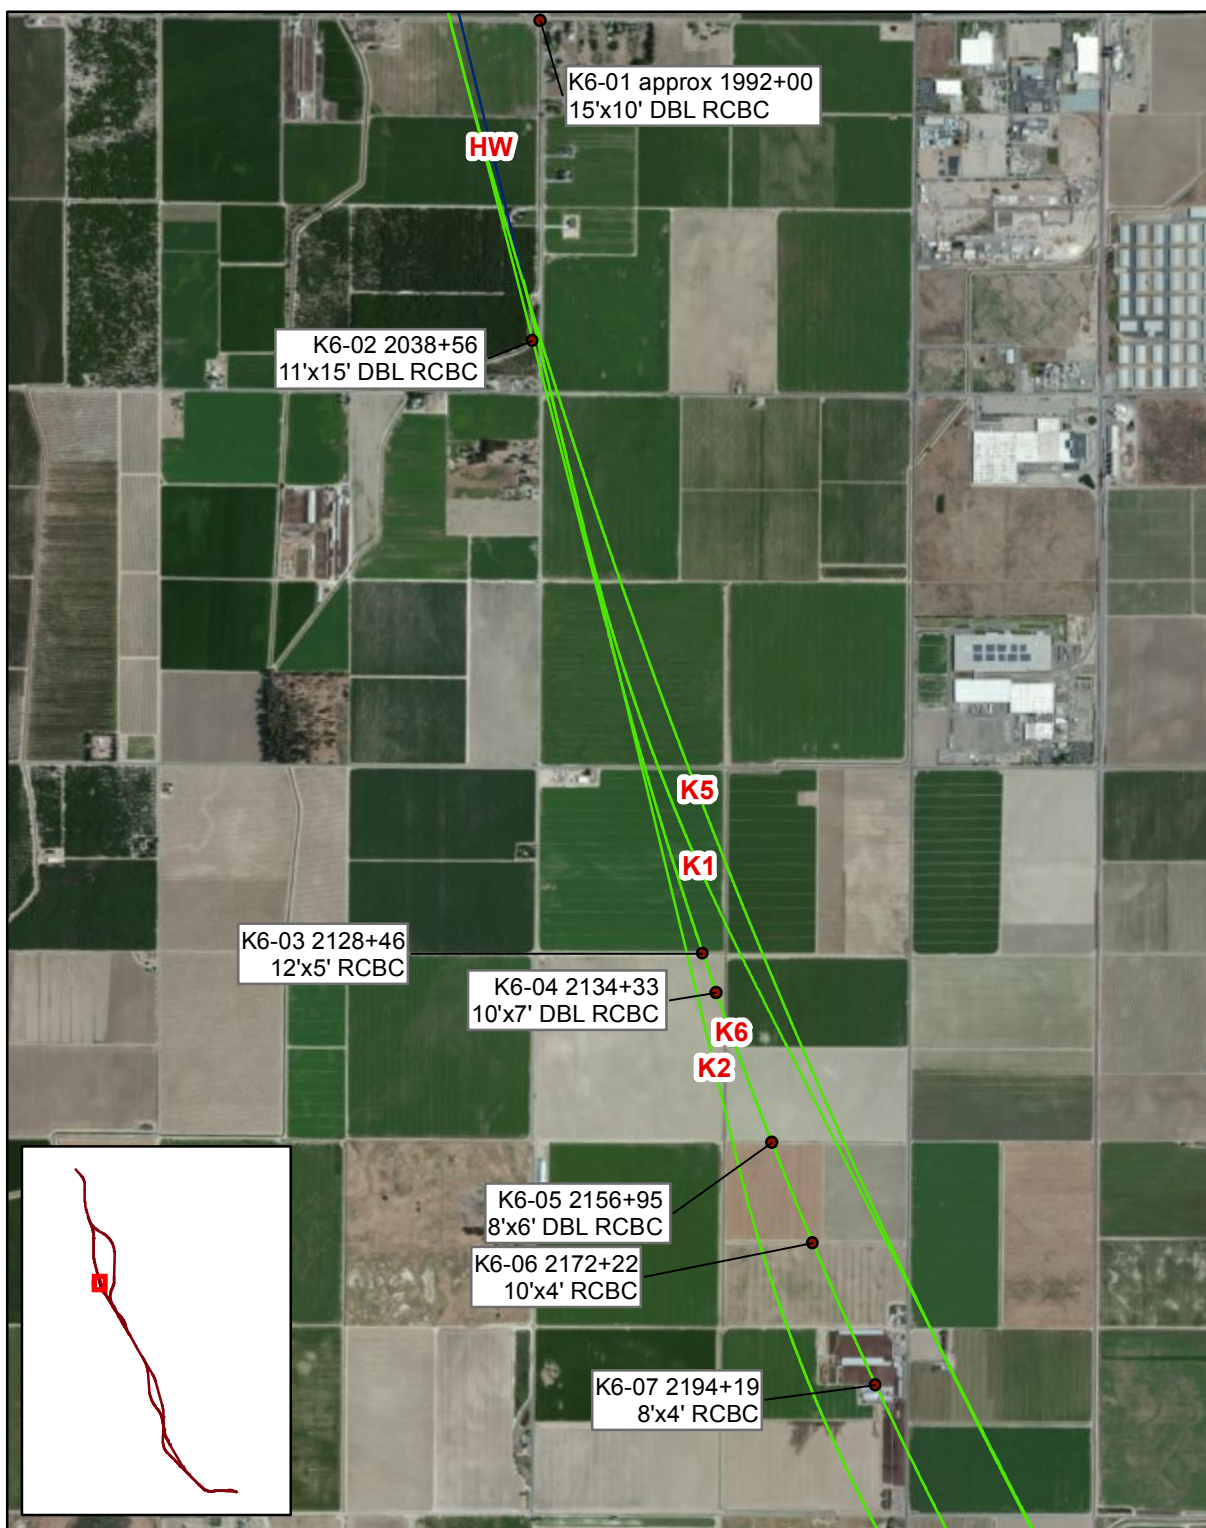 K6-01 approx 1992+00
15'x10' DBL RCBC
HW
K6-02 2038+56
11'x15' DBL RCBC
K5
K1
K6-03 2128+46
12'x5' RCBC
K6-04 2134+33
10'x7' DBL RCBC
K6
K2
K6-05 2156+95
8'x6' DBL RCBC
K6-06 2172+22
10'x4' RCBC
K6-07 2194+19
8'x4' RCBC